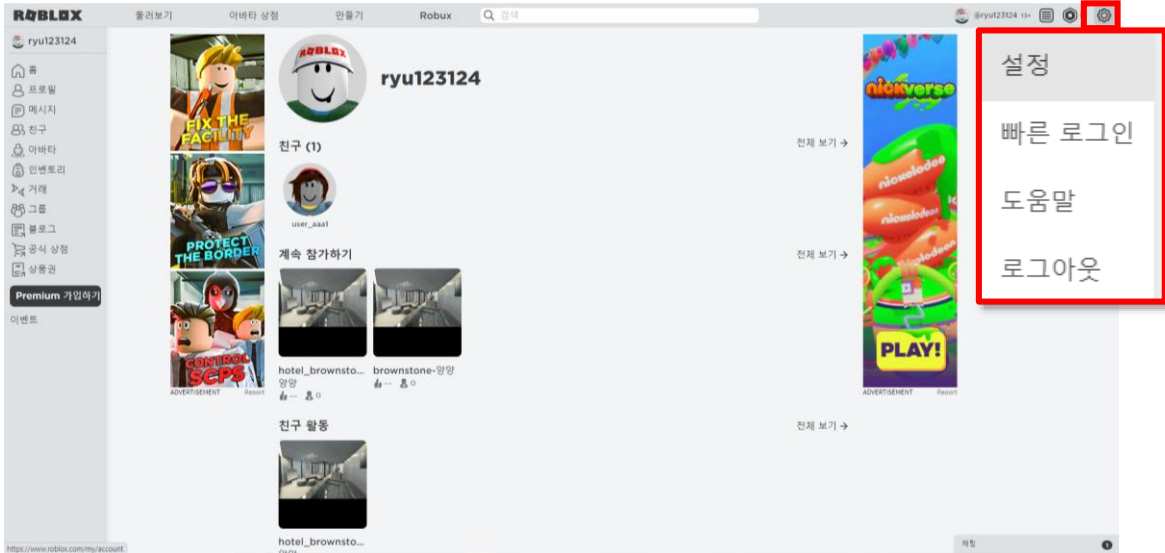 ROBLOX
둘러보기
아바타 상점
만들기
Robux
검색
@ryu123124 13+
ryu123124
홈
프로필
메시지
친구
아바타
인벤토리
거래
그룹
블로그
공식 상점
상품권
Premium 가입하기
이벤트
FIX THE
FACILITY
PROTECT
THE BORDER
CONTROL
SCPS
ADVERTISEMENT Report
ROBLOX
ryu123124
친구 (1)
전체 보기 →
user_aaa1
계속 참가하기
전체 보기 →
hotel_brownsto...
양양
-- 0
brownstone-양양
-- 0
친구 활동
전체 보기 →
hotel_brownsto...
nickverse
nickelodeon
nickelodeon
PLAY!
ADVERTISEMENT Report
설정
빠른 로그인
도움말
로그아웃
https://www.roblox.com/my/account
채팅